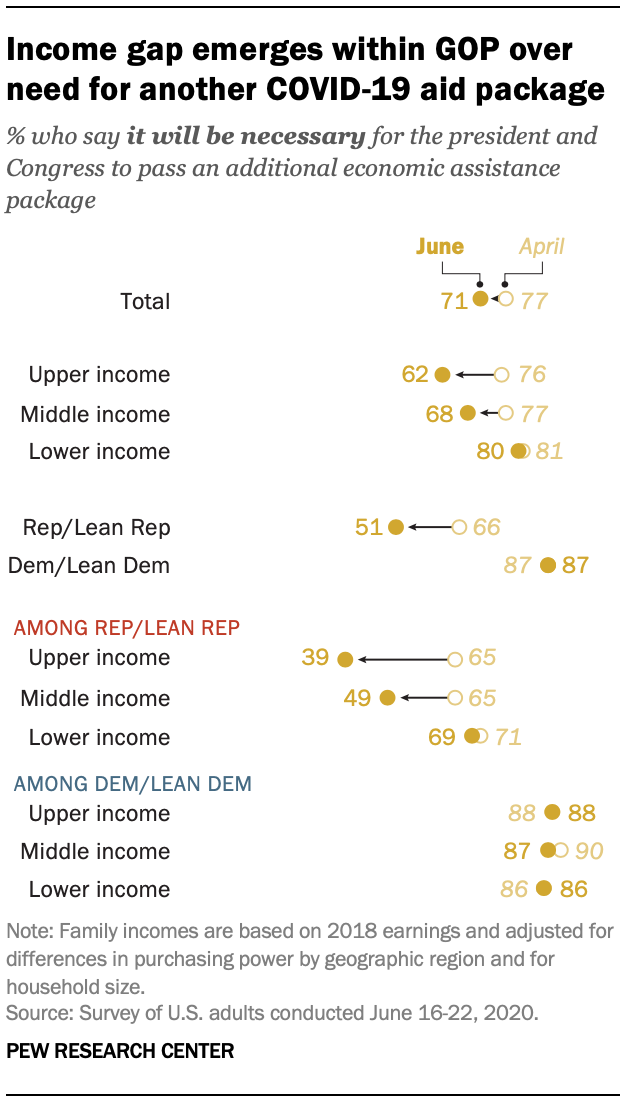 Income gap emerges within GOP over
need for another COVID-19 aid package
% who say it will be necessary for the president and
Congress to pass an additional economic assistance
package
June April
Total 71 77
Upper income 62 76
Middle income 68 77
Lower income 80 81
Rep/Lean Rep 51 66
Dem/Lean Dem 87 87
AMONG REP/LEAN REP
Upper income 39 65
Middle income 49 65
Lower income 69 71
AMONG DEM/LEAN DEM
Upper income 88 88
Middle income 87 90
Lower income 86 86
Note: Family incomes are based on 2018 earnings and adjusted for
differences in purchasing power by geographic region and for
household size.
Source: Survey of U.S. adults conducted June 16-22, 2020.
PEW RESEARCH CENTER